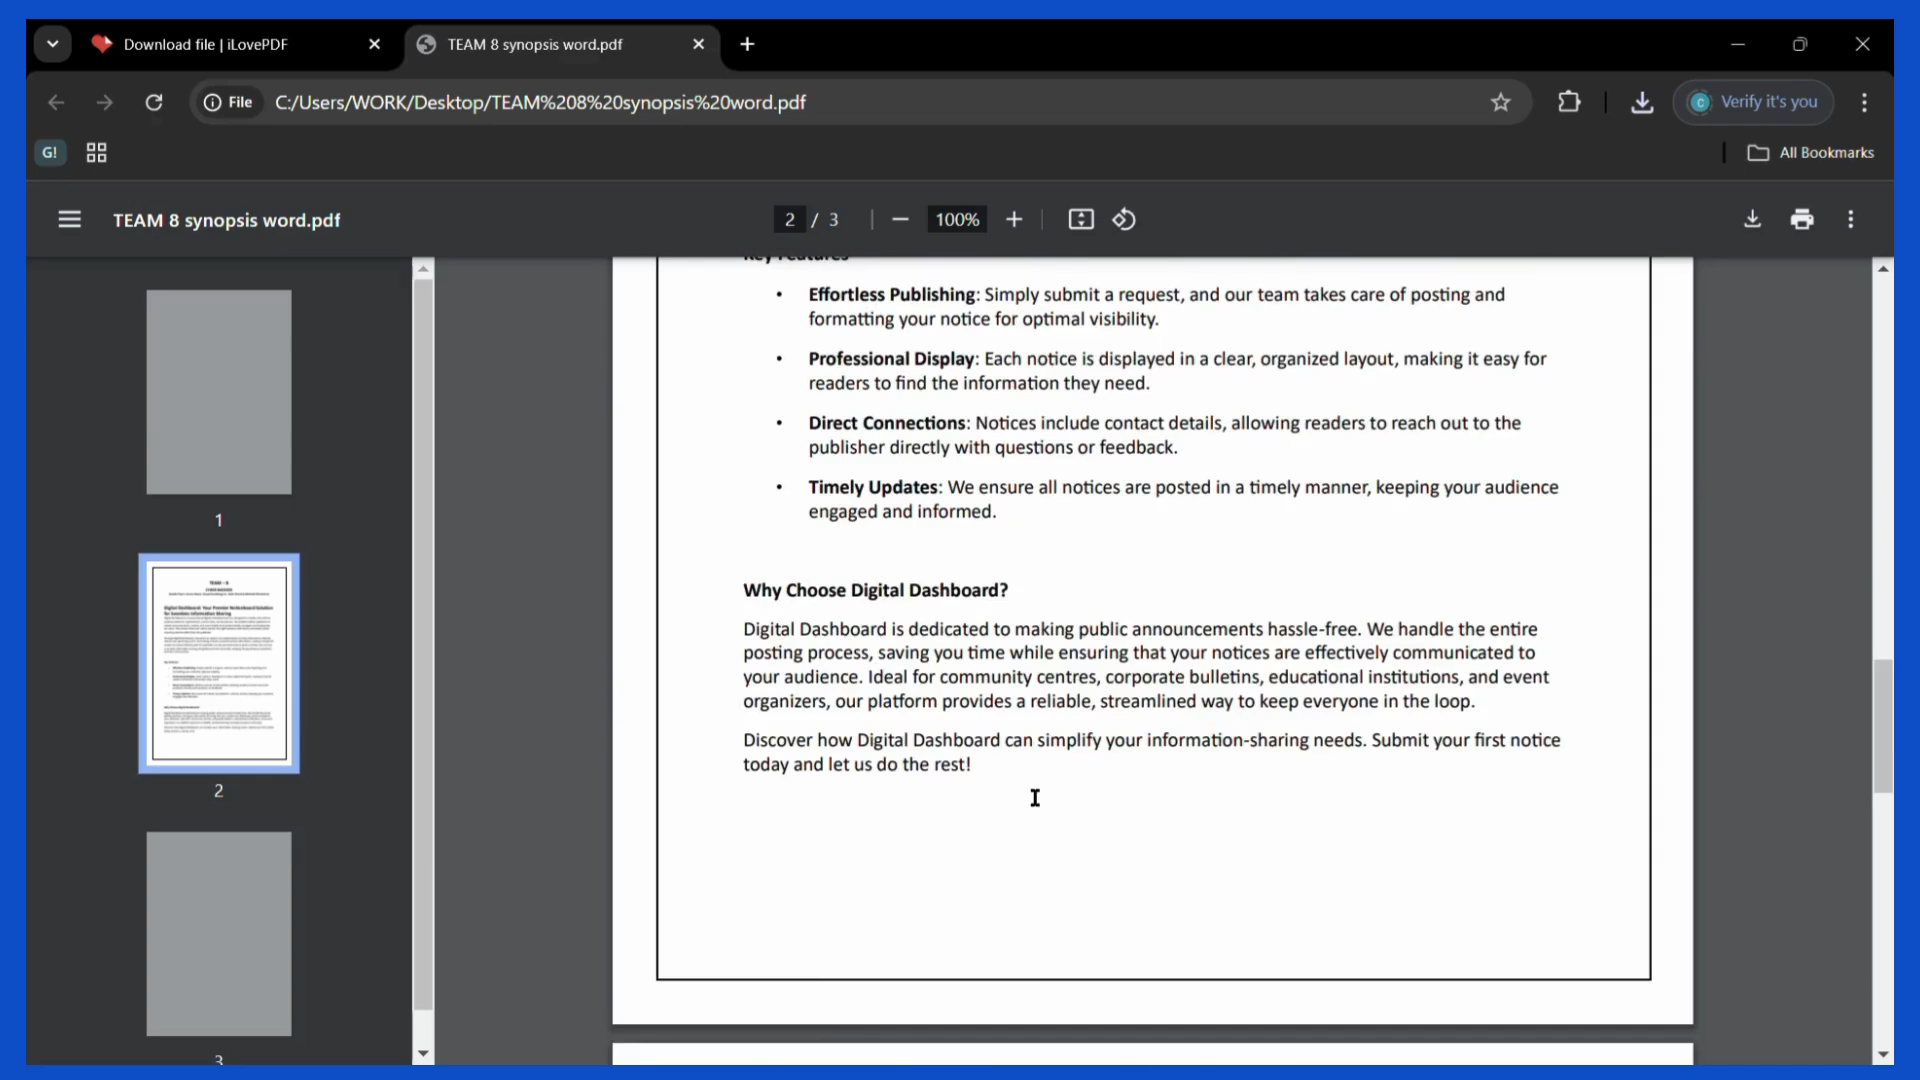 Download file | iLovePDF
TEAM 8 synopsis word.pdf
File
C:/Users/WORK/Desktop/TEAM%208%20synopsis%20word.pdf
Verify it's you
G!
All Bookmarks
TEAM 8 synopsis word.pdf
2 / 3
100%
1
2
3
Key Features
• Effortless Publishing: Simply submit a request, and our team takes care of posting and
formatting your notice for optimal visibility.
• Professional Display: Each notice is displayed in a clear, organized layout, making it easy for
readers to find the information they need.
• Direct Connections: Notices include contact details, allowing readers to reach out to the
publisher directly with questions or feedback.
• Timely Updates: We ensure all notices are posted in a timely manner, keeping your audience
engaged and informed.
Why Choose Digital Dashboard?
Digital Dashboard is dedicated to making public announcements hassle-free. We handle the entire
posting process, saving you time while ensuring that your notices are effectively communicated to
your audience. Ideal for community centres, corporate bulletins, educational institutions, and event
organizers, our platform provides a reliable, streamlined way to keep everyone in the loop.
Discover how Digital Dashboard can simplify your information-sharing needs. Submit your first notice
today and let us do the rest!